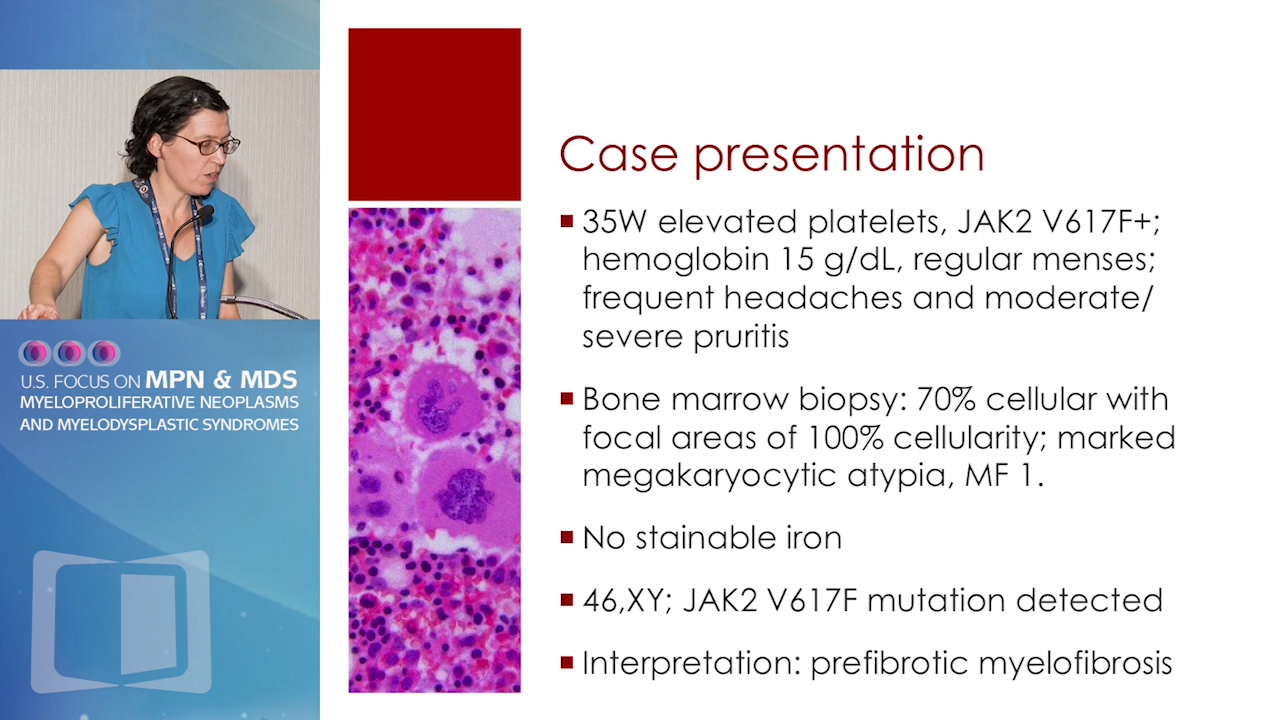 U.S. FOCUS ON MPN & MDS
MYELOPROLIFERATIVE NEOPLASMS
AND MYELODYSPLASTIC SYNDROMES
Case presentation
35W elevated platelets, JAK2 V617F+;
hemoglobin 15 g/dL, regular menses;
frequent headaches and moderate/
severe pruritis
Bone marrow biopsy: 70% cellular with
focal areas of 100% cellularity; marked
megakaryocytic atypia, MF 1.
No stainable iron
46,XY; JAK2 V617F mutation detected
Interpretation: prefibrotic myelofibrosis